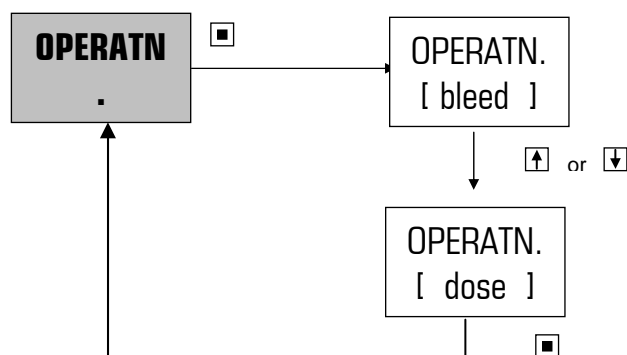 OPERATN
.
OPERATN.
[ bleed ]
or
OPERATN.
[ dose ]